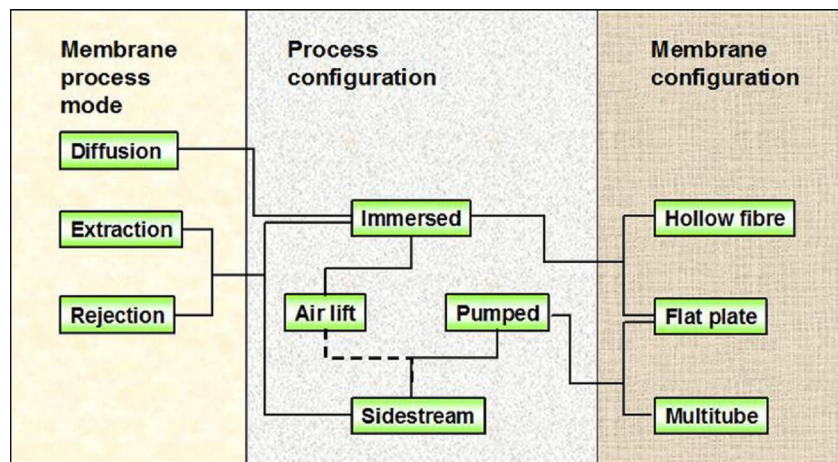 Membrane
process
mode
Process
configuration
Membrane
configuration
Diffusion
Extraction
Rejection
Immersed
Air lift
Pumped
Sidestream
Hollow fibre
Flat plate
Multitube